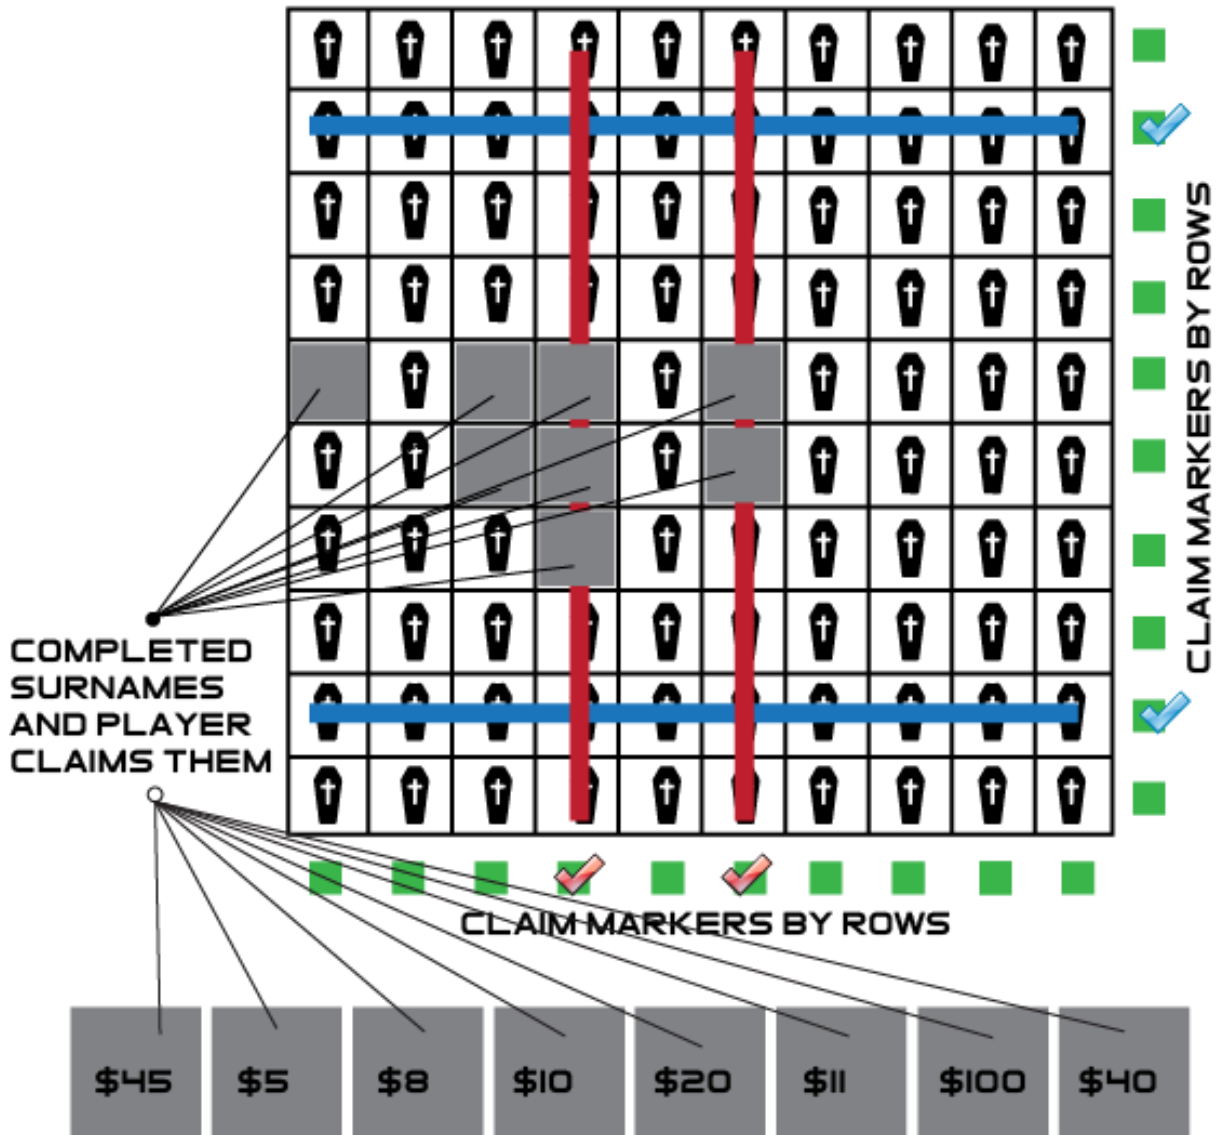 CLAIM MARKERS BY ROWS
COMPLETED
SURNAMES
AND PLAYER
CLAIMS THEM
CLAIM MARKERS BY ROWS
$45
$5
$8
$10
$20
$11
$100
$40